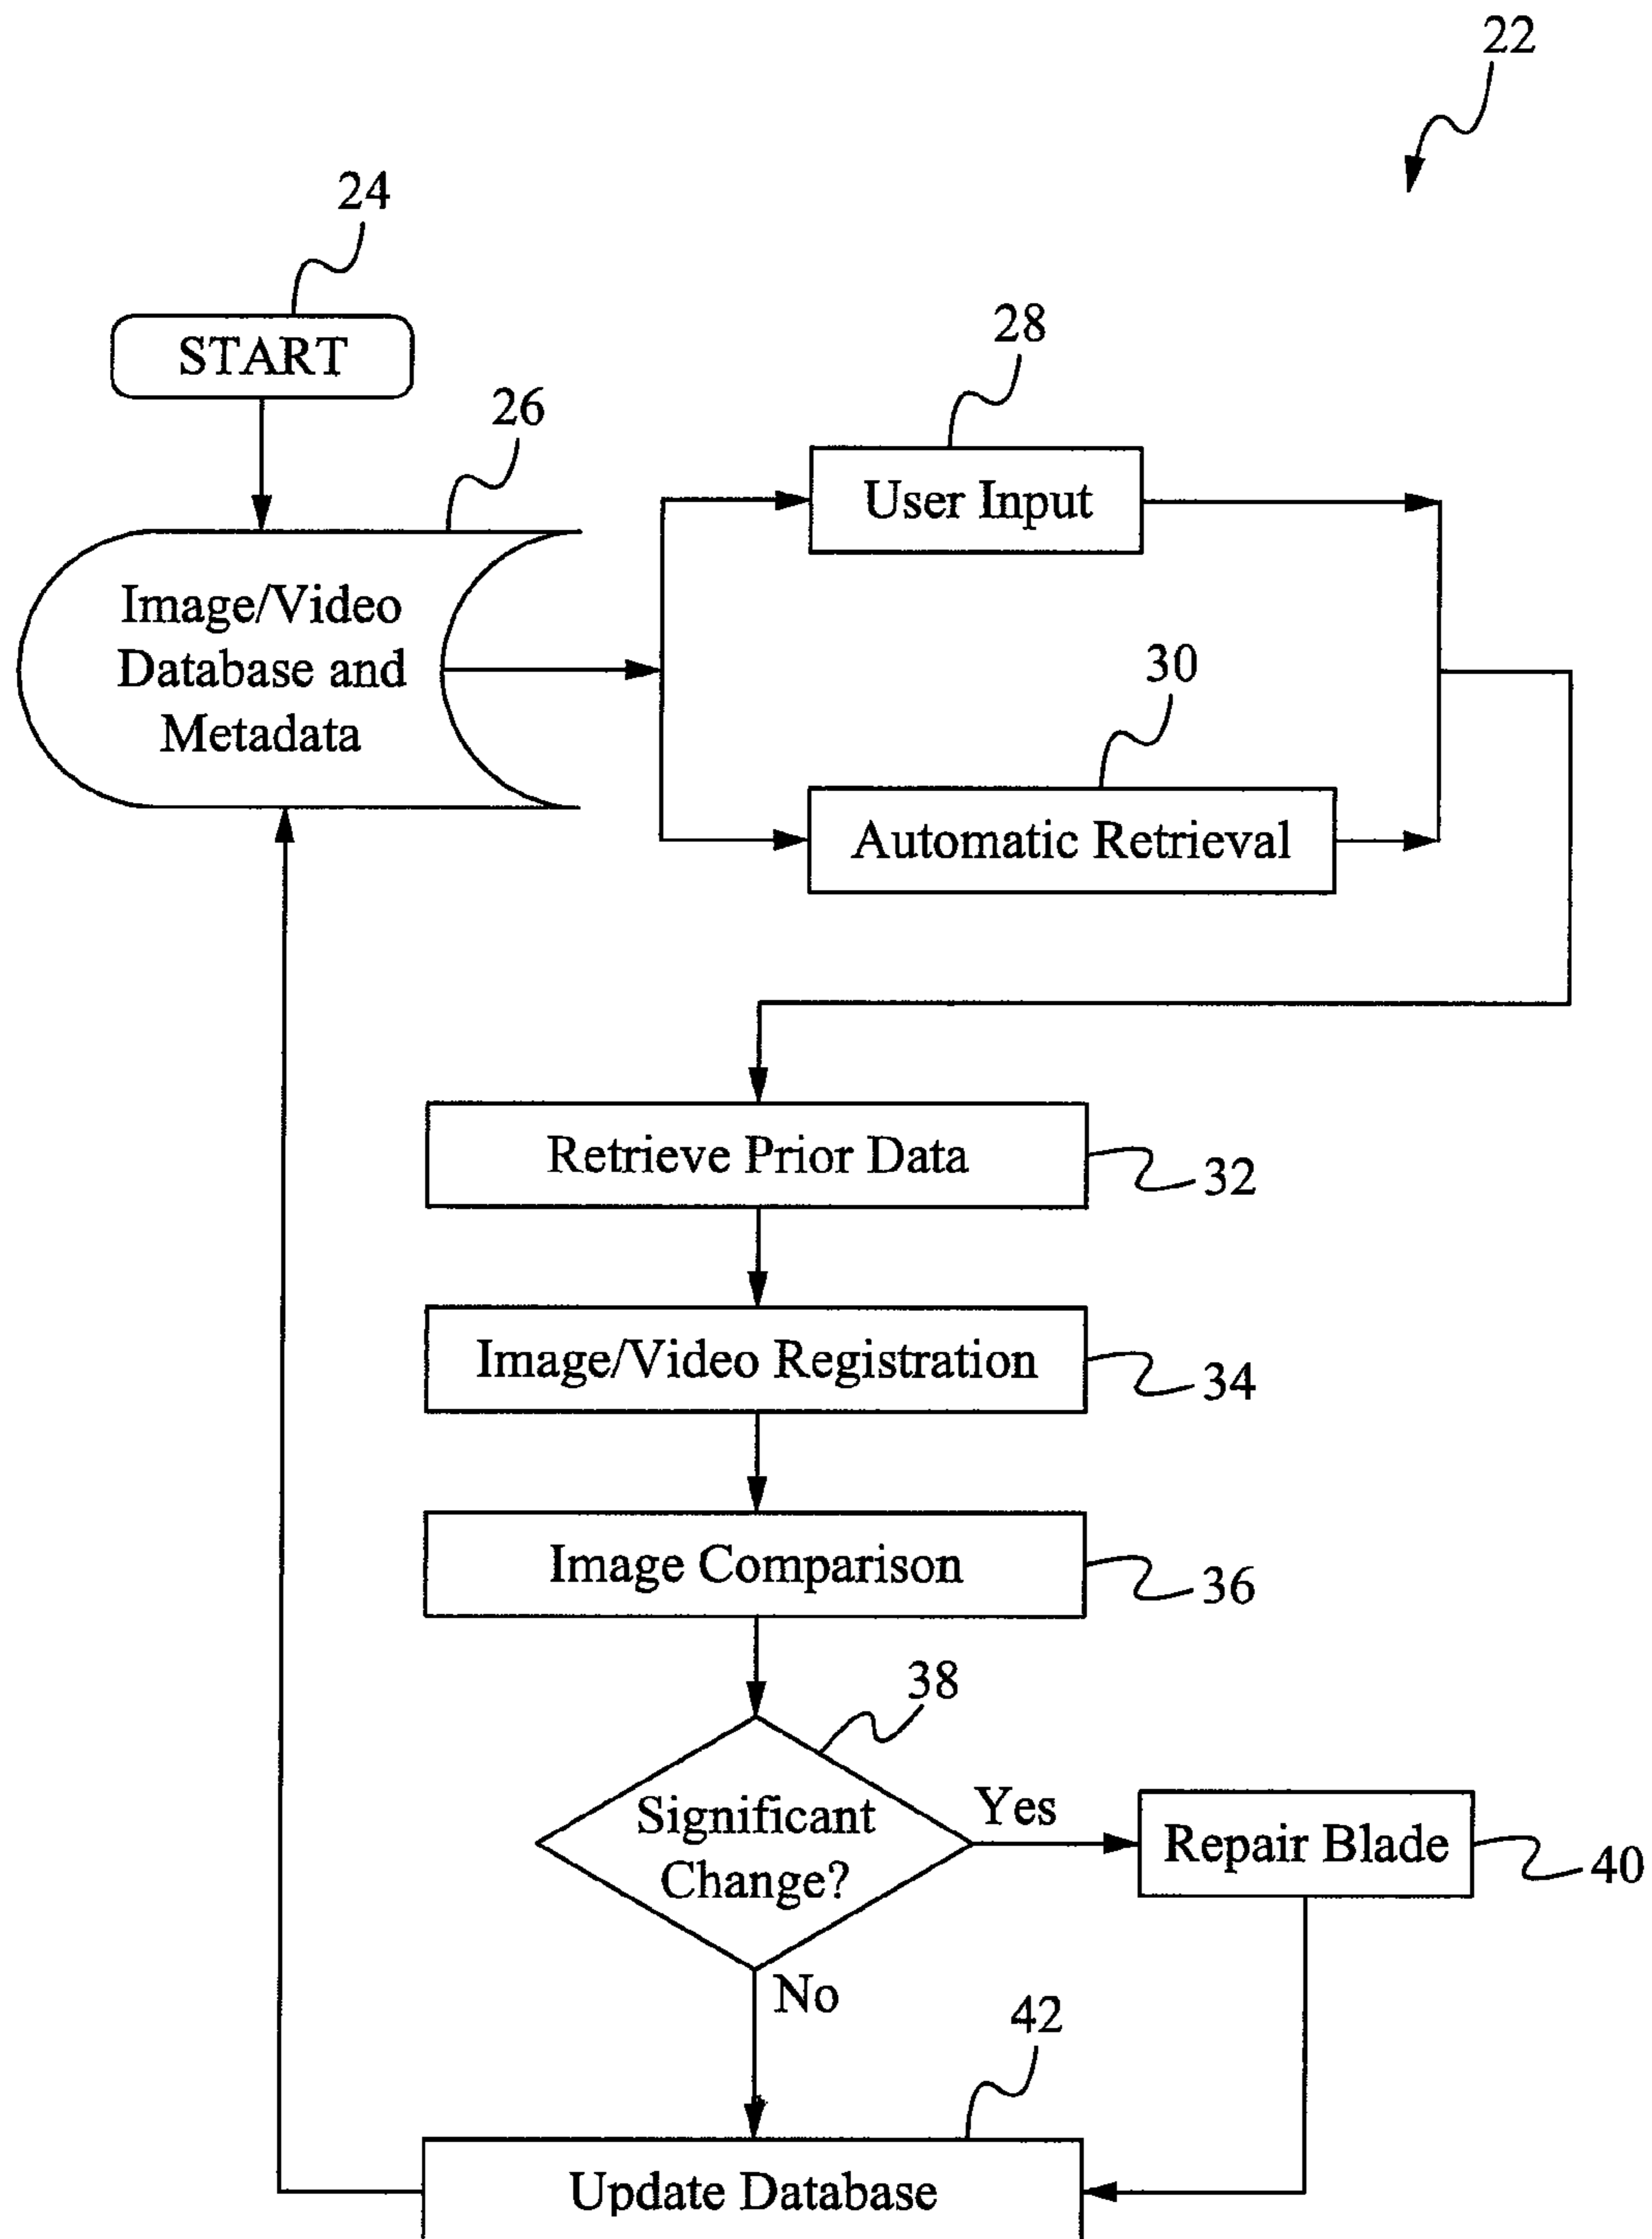 22
24
START
26
Image/Video
Database and
Metadata
28
User Input
30
Automatic Retrieval
Retrieve Prior Data
32
Image/Video Registration
34
Image Comparison
36
38
Significant
Change?
Yes
Repair Blade
40
No
42
Update Database